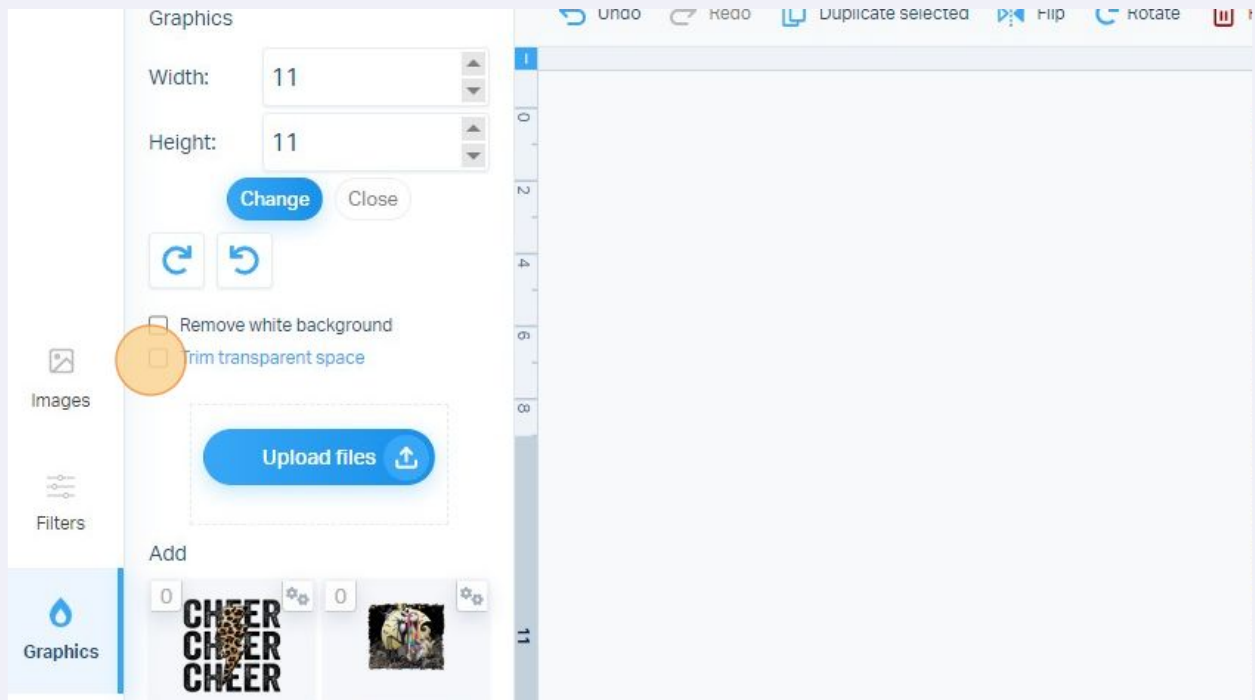 Graphics
Undo Redo Duplicate selected Flip Rotate
Width: 11
Height: 11
Change Close
Remove white background
Trim transparent space
Images
Upload files
Filters
Add
0 0
CHEER
CHEER
CHEER
Graphics
0
2
4
6
8
11